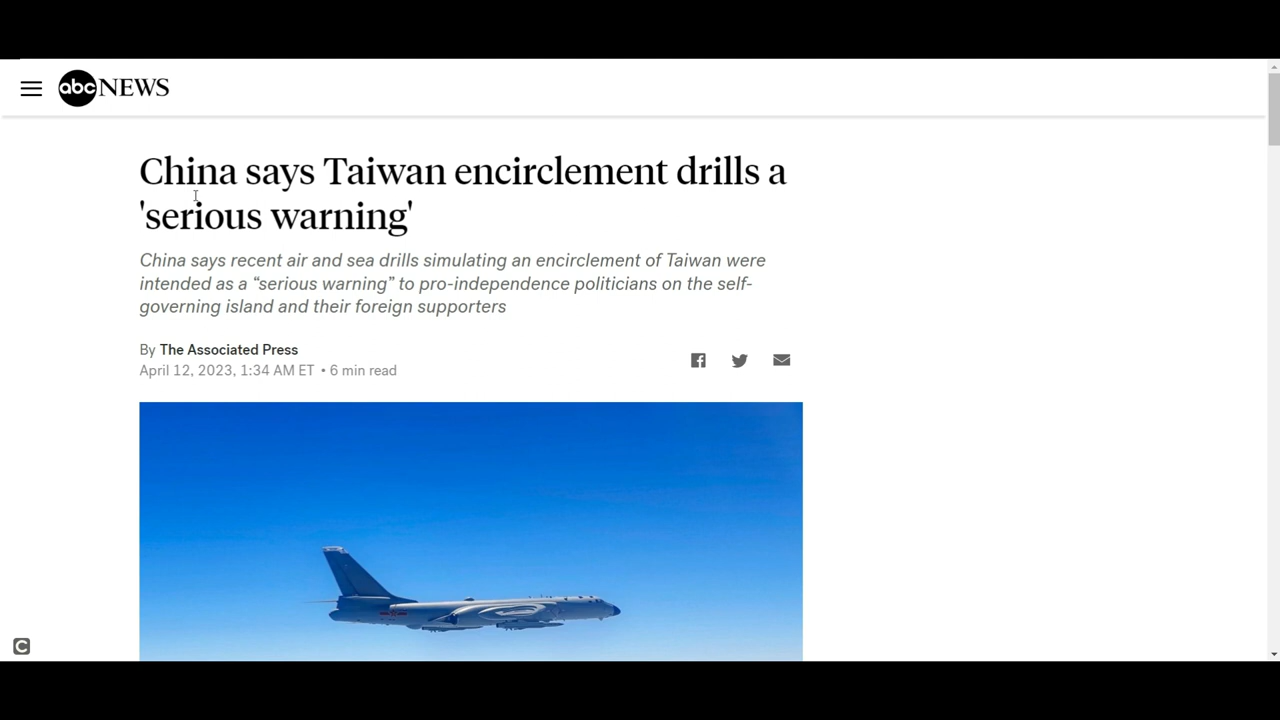 abc NEWS
China says Taiwan encirclement drills a
'serious warning'
China says recent air and sea drills simulating an encirclement of Taiwan were
intended as a “serious warning” to pro-independence politicians on the self-
governing island and their foreign supporters
By The Associated Press
April 12, 2023, 1:34 AM ET • 6 min read
C